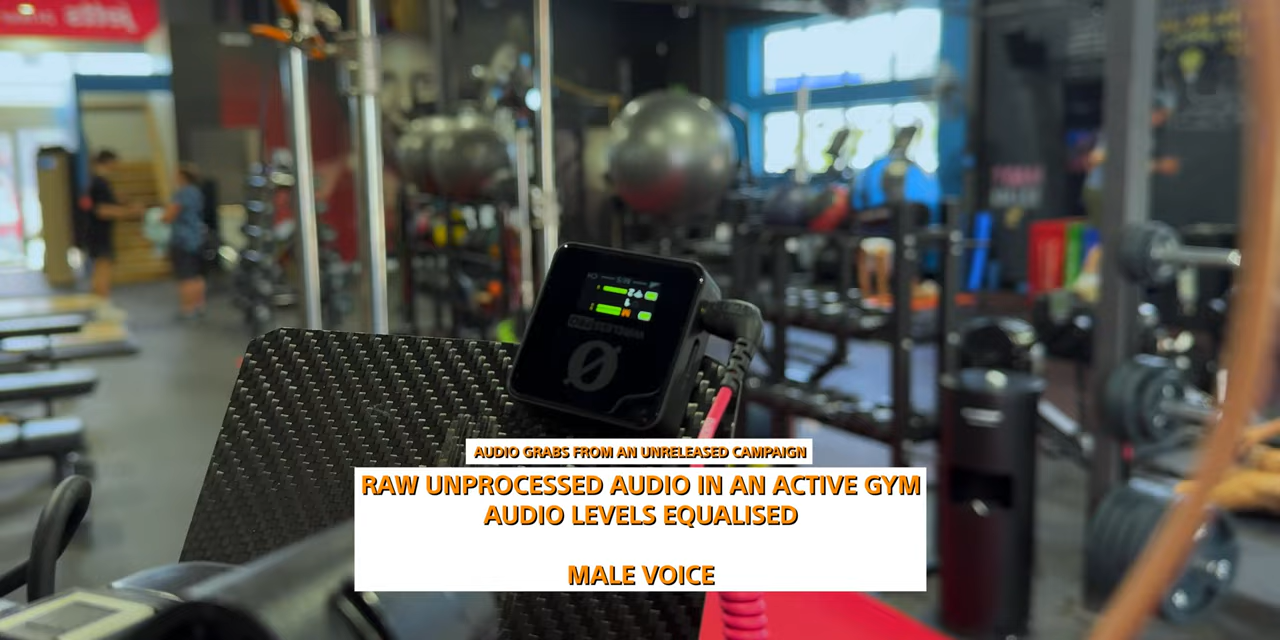 AUDIO GRABS FROM AN UNRELEASED CAMPAIGN
RAW UNPROCESSED AUDIO IN AN ACTIVE GYM
AUDIO LEVELS EQUALISED
MALE VOICE